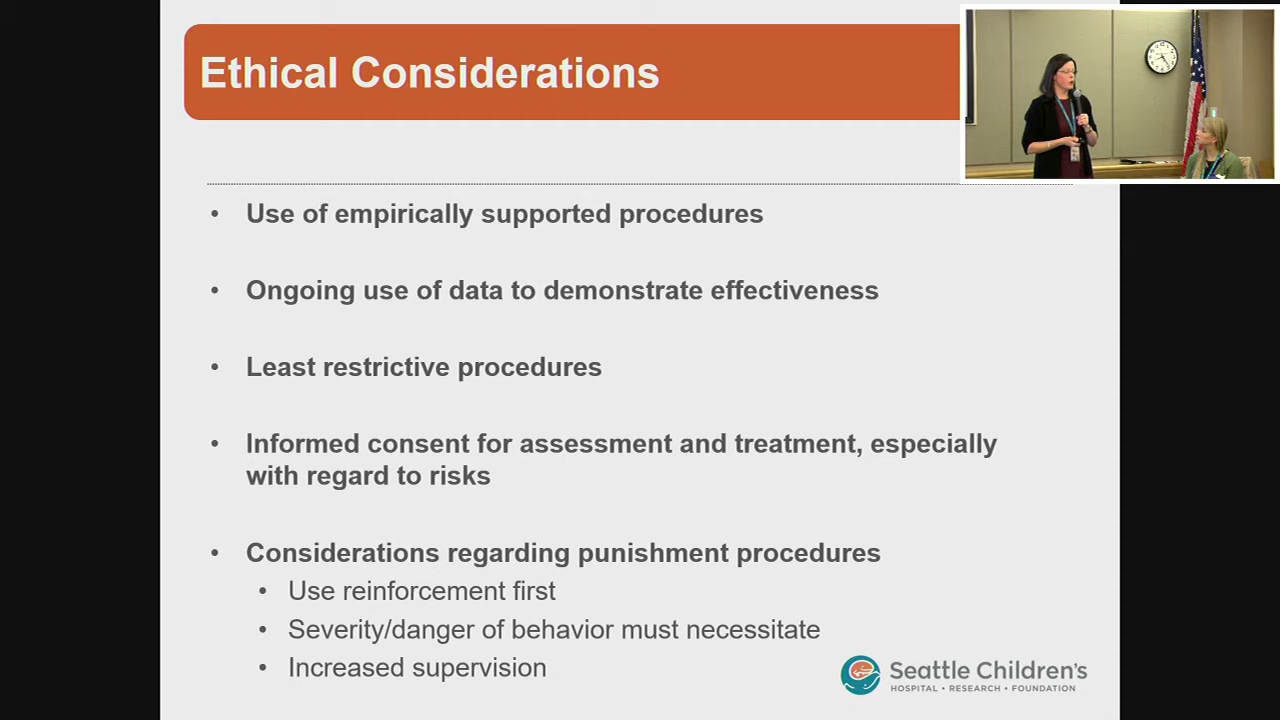 Ethical Considerations
• Use of empirically supported procedures
• Ongoing use of data to demonstrate effectiveness
• Least restrictive procedures
• Informed consent for assessment and treatment, especially
with regard to risks
• Considerations regarding punishment procedures
• Use reinforcement first
• Severity/danger of behavior must necessitate
• Increased supervision
Seattle Children's
HOSPITAL • RESEARCH • FOUNDATION